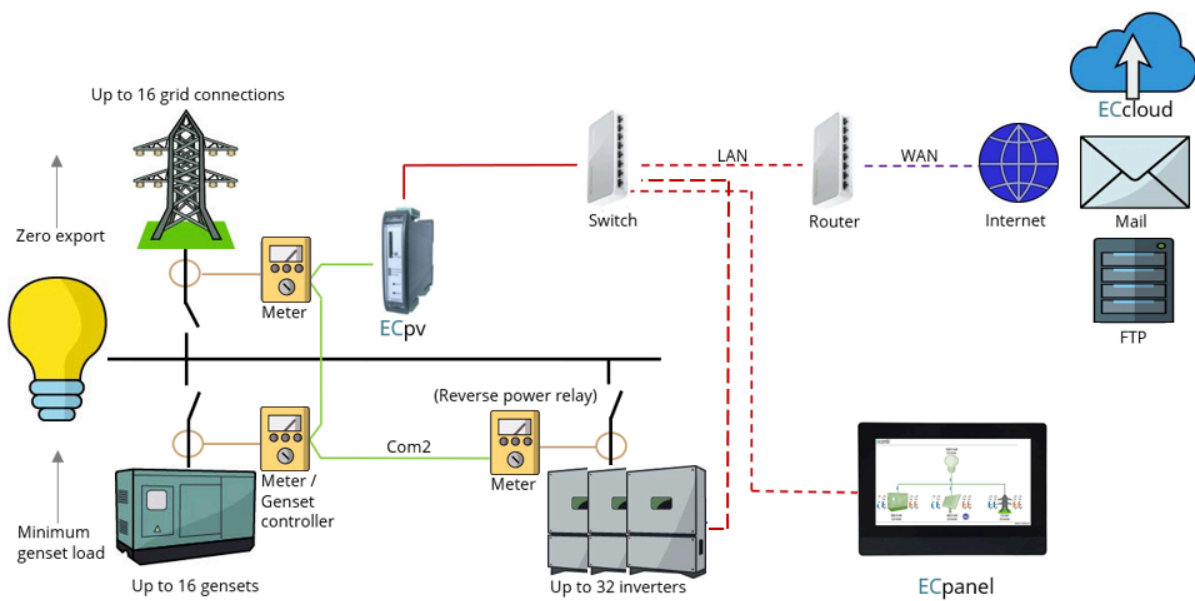 Up to 16 grid connections
ECcloud
LAN
WAN
Zero export
Switch
Router
Internet
Mail
Meter
ECpv
FTP
(Reverse power relay)
Com2
Meter /
Genset
controller
Meter
Minimum
genset load
Up to 16 gensets
Up to 32 inverters
ECpanel